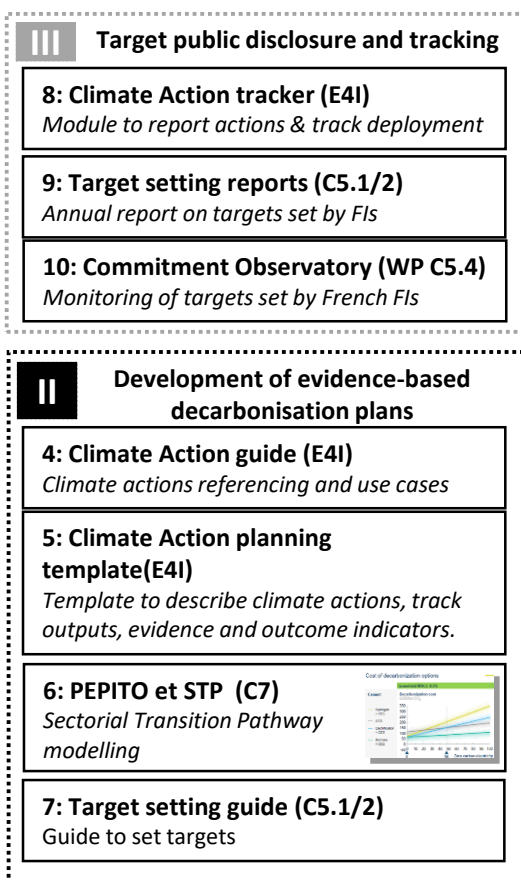 III
Target public disclosure and tracking
8: Climate Action tracker (E4I)
Module to report actions & track deployment
9: Target setting reports (C5.1/2)
Annual report on targets set by FIs
10: Commitment Observatory (WP C5.4)
Monitoring of targets set by French FIs
II
Development of evidence-based
decarbonisation plans
4: Climate Action guide (E4I)
Climate actions referencing and use cases
5: Climate Action planning
template(E4I)
Template to describe climate actions, track
outputs, evidence and outcome indicators.
6: PEPITO et STP  (C7)
Sectorial Transition Pathway
modelling
Cost of decarbonization options
7: Target setting guide (C5.1/2)
Guide to set targets